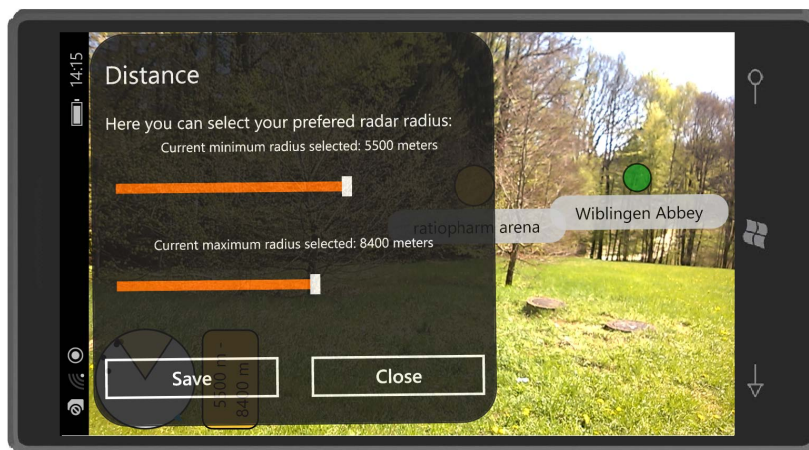 14:15
Distance
Here you can select your prefered radar radius:
Current minimum radius selected: 5500 meters
ratiopharm arena
Wiblingen Abbey
Current maximum radius selected: 8400 meters
Save
Close
5500 m -
8400 m